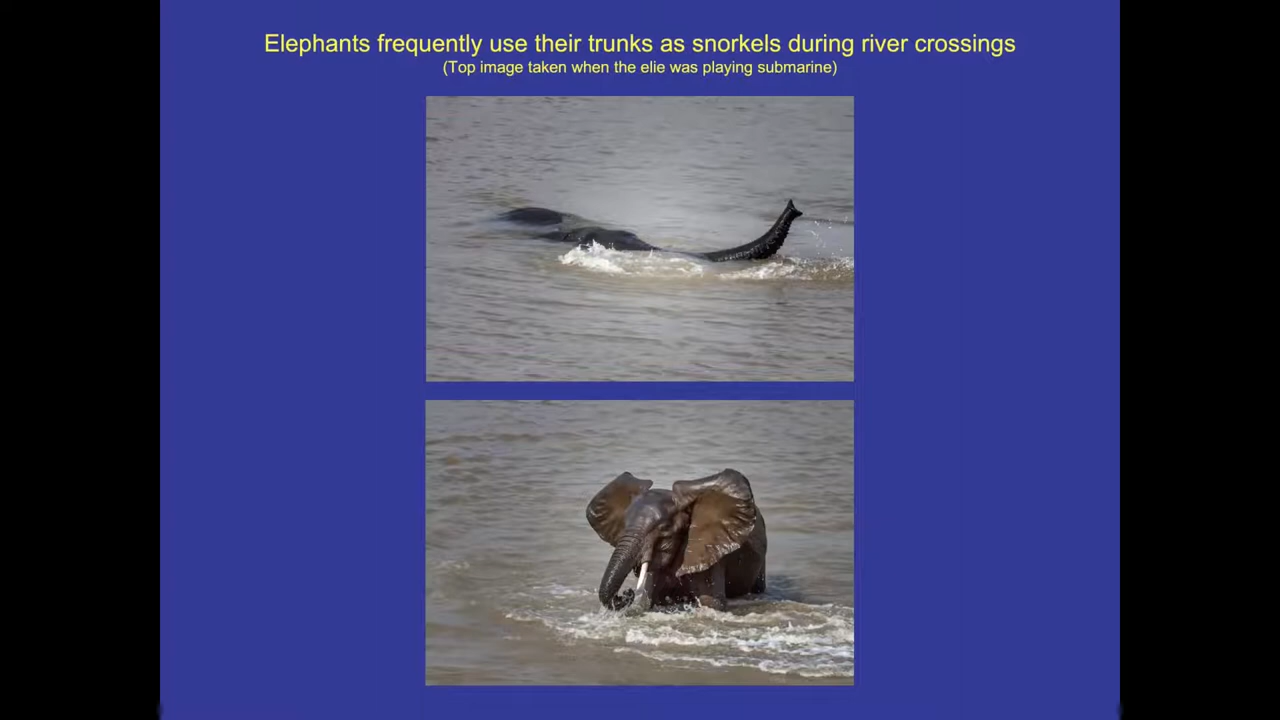 Elephants frequently use their trunks as snorkels during river crossings
(Top image taken when the elie was playing submarine)